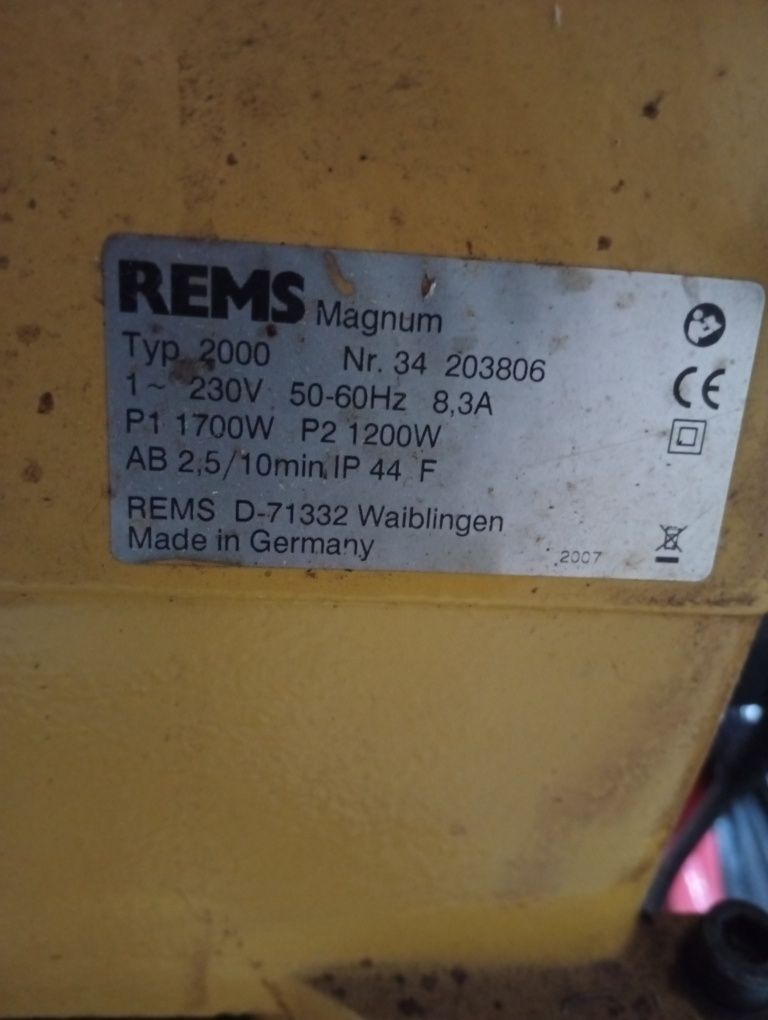 REMS Magnum
Typ 2000 Nr. 34 203806
1~ 230V 50-60Hz 8,3A
P1 1700W P2 1200W
AB 2,5/10min IP 44 F
REMS D-71332 Waiblingen
Made in Germany
2007
CE